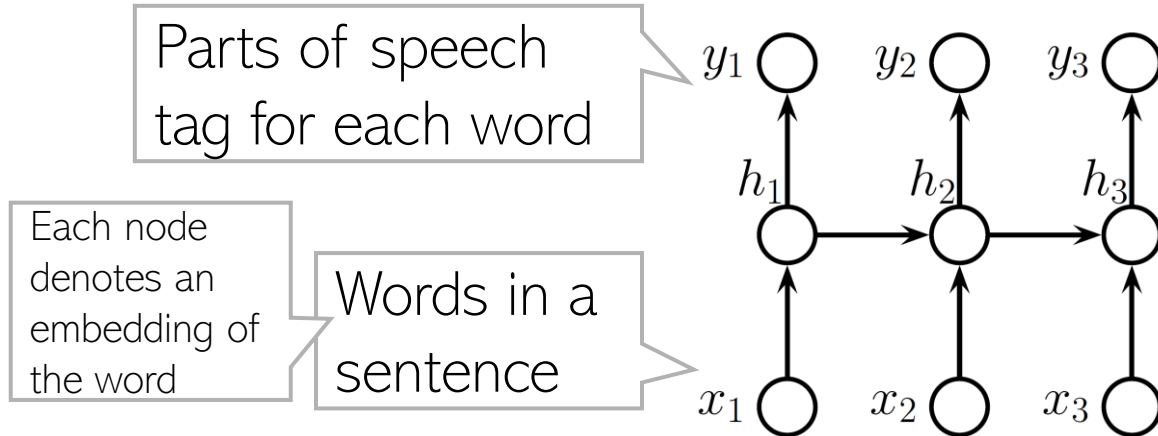 Parts of speech
tag for each word
y1 y2 y3
h1 h2 h3
Each node
denotes an
embedding of
the word
Words in a
sentence
x1 x2 x3